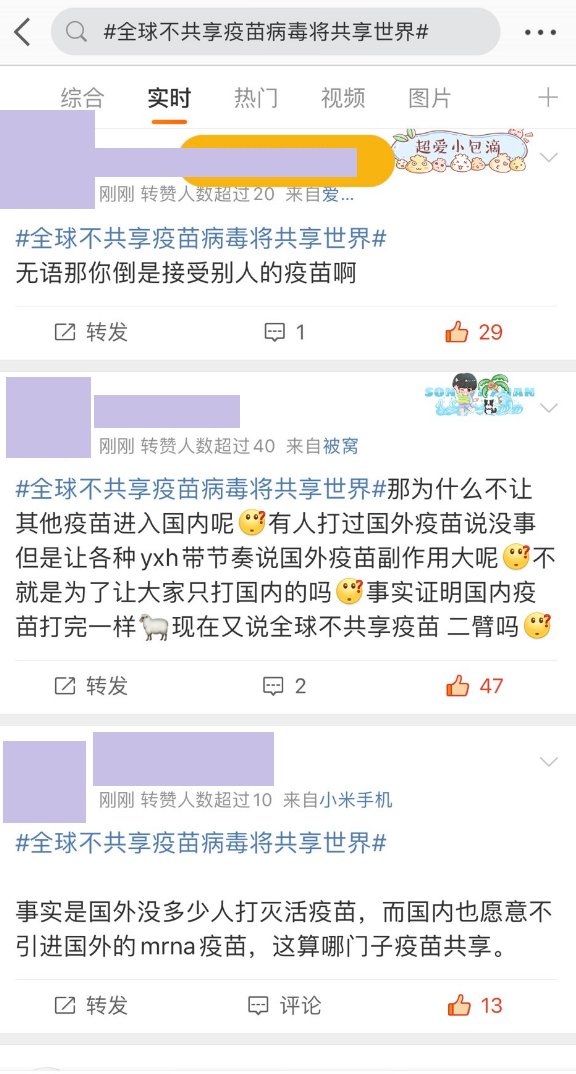 #全球不共享疫苗病毒将共享世界#
综合 实时 热门 视频 图片
超爱小包滴
刚刚 转赞人数超过20 来自爱...
#全球不共享疫苗病毒将共享世界#
无语那你倒是接受别人的疫苗啊
转发 1 29
刚刚 转赞人数超过40 来自被窝
#全球不共享疫苗病毒将共享世界#那为什么不让
其他疫苗进入国内呢有人打过国外疫苗说没事
但是让各种yxh带节奏说国外疫苗副作用大呢不
就是为了让大家只打国内的吗事实证明国内疫
苗打完一样🐑现在又说全球不共享疫苗 二臂吗
转发 2 47
刚刚 转赞人数超过10 来自小米手机
#全球不共享疫苗病毒将共享世界#
事实是国外没多少人打灭活疫苗，而国内也愿意不
引进国外的mrna疫苗，这算哪门子疫苗共享。
转发 评论 13